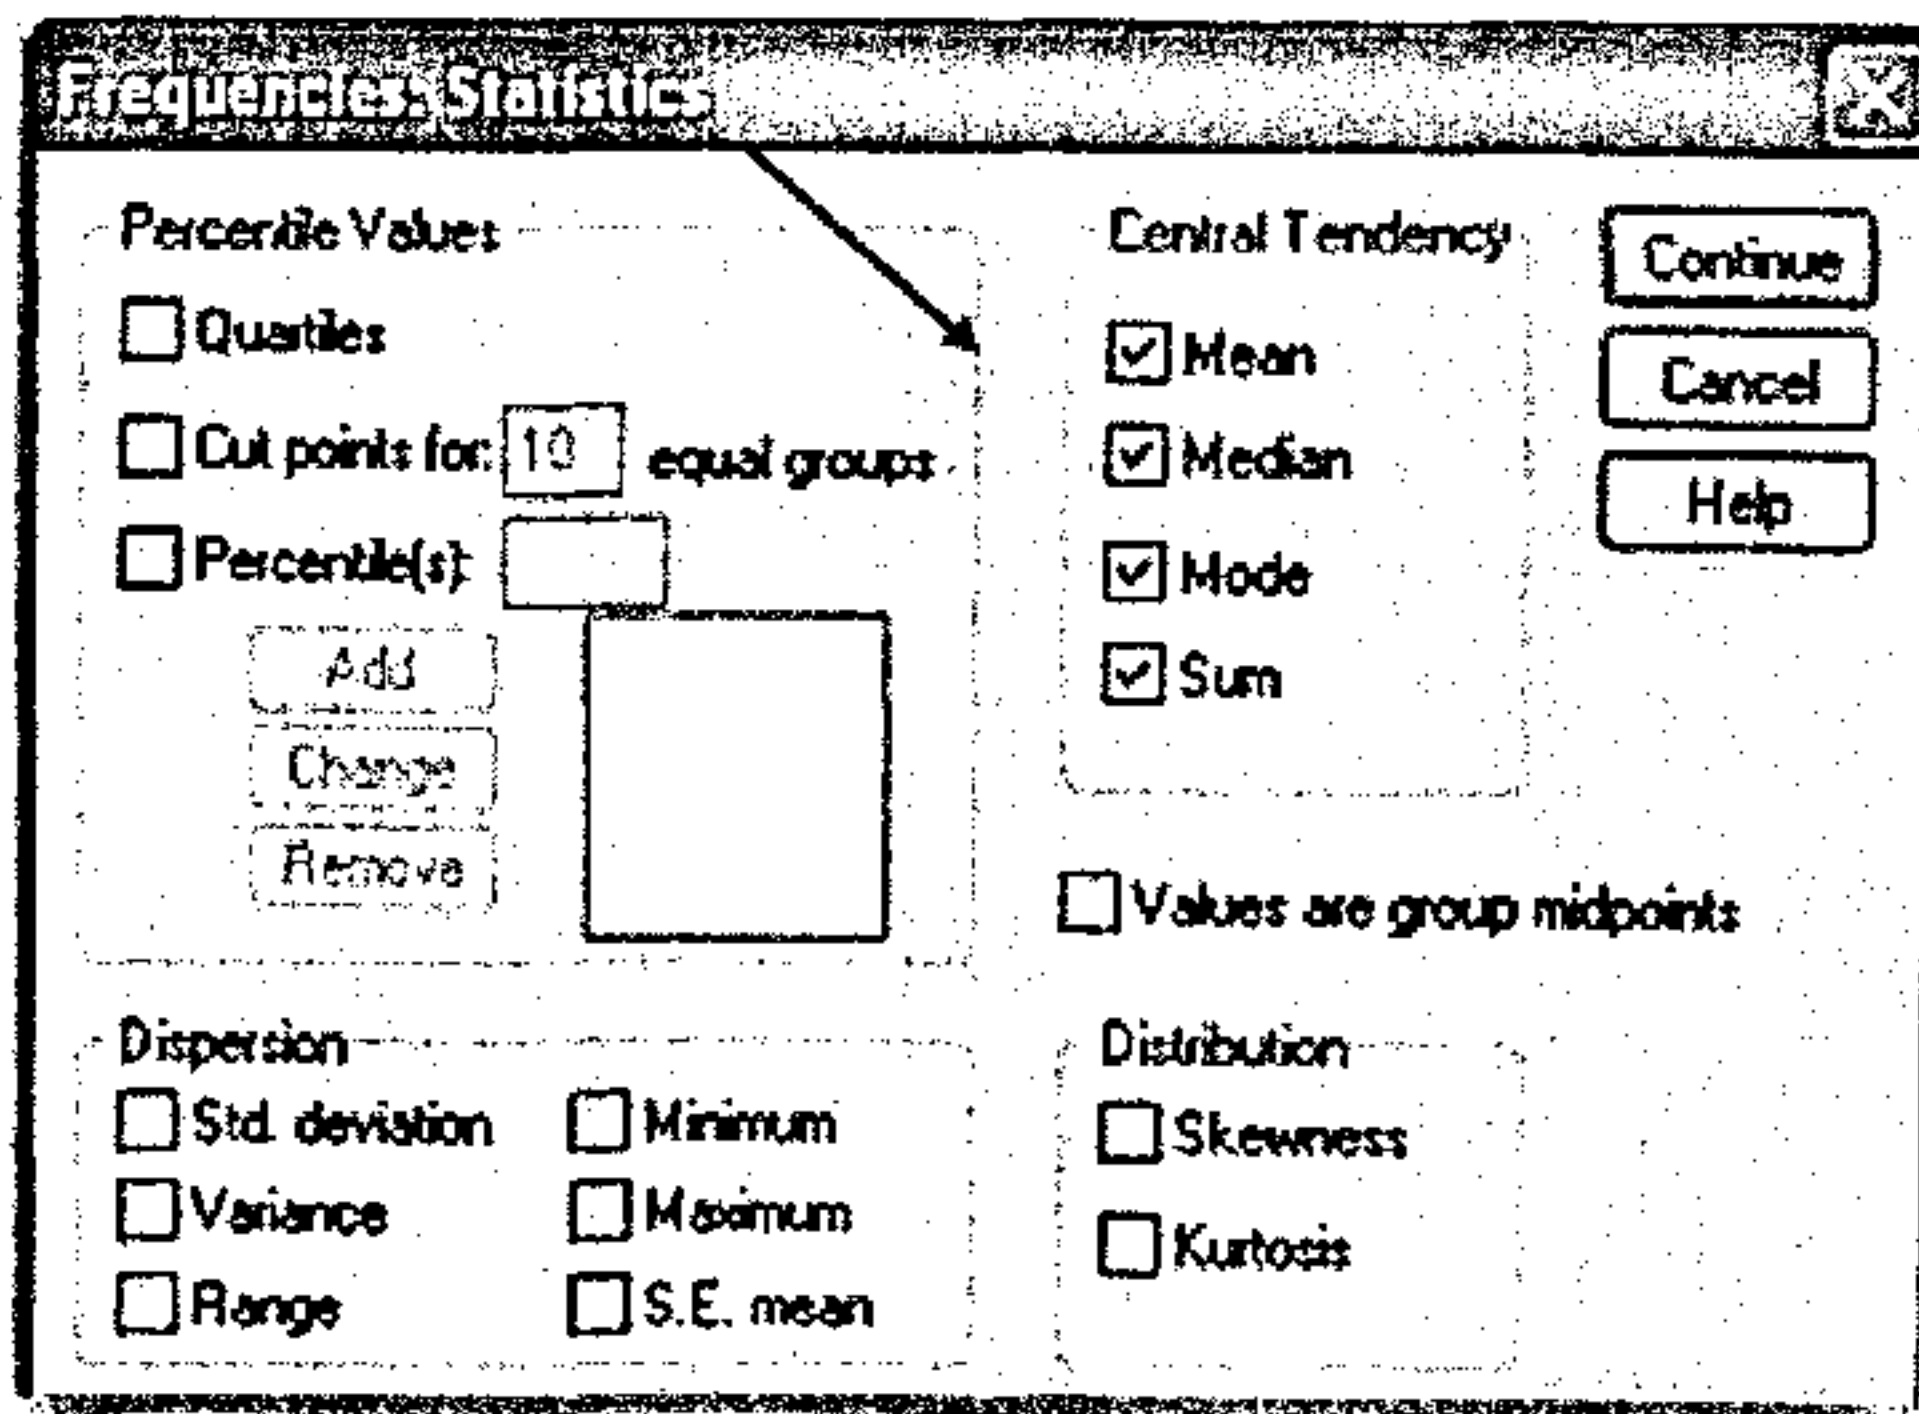 Frequencies: Statistics
Percentile Values
Quartiles
Cut points for: 10 equal groups
Percentile(s):
Add
Change
Remove
Central Tendency
Mean
Median
Mode
Sum
Continue
Cancel
Help
Values are group midpoints
Dispersion
Std. deviation
Minimum
Variance
Maximum
Range
S.E. mean
Distribution
Skewness
Kurtosis